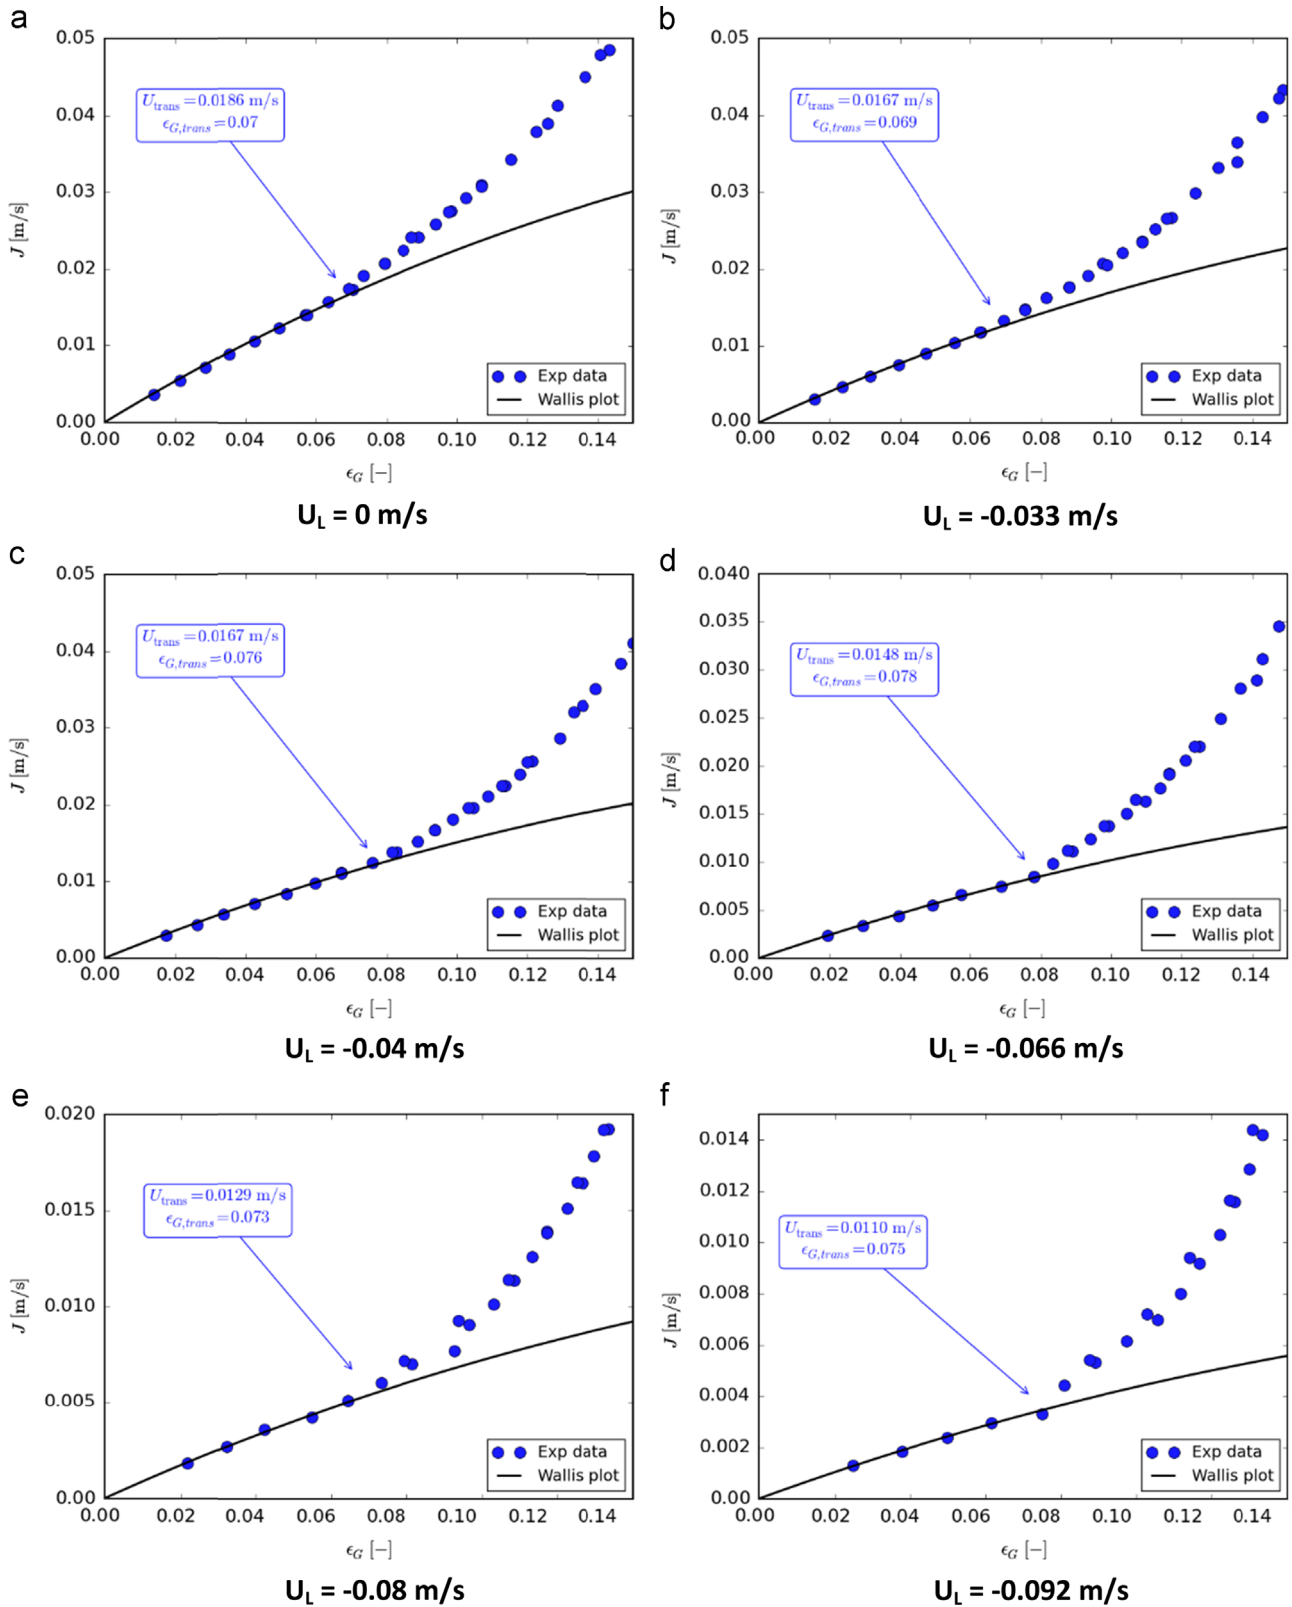 a
0.05
0.04
0.03
0.02
0.01
0.00
J [m/s]
U_trans = 0.0186 m/s
ϵ_G,trans = 0.07
Exp data
Wallis plot
0.00 0.02 0.04 0.06 0.08 0.10 0.12 0.14
ϵ_G [−]
U_L = 0 m/s
b
0.05
0.04
0.03
0.02
0.01
0.00
J [m/s]
U_trans = 0.0167 m/s
ϵ_G,trans = 0.069
Exp data
Wallis plot
0.00 0.02 0.04 0.06 0.08 0.10 0.12 0.14
ϵ_G [−]
U_L = -0.033 m/s
c
0.05
0.04
0.03
0.02
0.01
0.00
J [m/s]
U_trans = 0.0167 m/s
ϵ_G,trans = 0.076
Exp data
Wallis plot
0.00 0.02 0.04 0.06 0.08 0.10 0.12 0.14
ϵ_G [−]
U_L = -0.04 m/s
d
0.040
0.035
0.030
0.025
0.020
0.015
0.010
0.005
0.000
J [m/s]
U_trans = 0.0148 m/s
ϵ_G,trans = 0.078
Exp data
Wallis plot
0.00 0.02 0.04 0.06 0.08 0.10 0.12 0.14
ϵ_G [−]
U_L = -0.066 m/s
e
0.020
0.015
0.010
0.005
0.000
J [m/s]
U_trans = 0.0129 m/s
ϵ_G,trans = 0.073
Exp data
Wallis plot
0.00 0.02 0.04 0.06 0.08 0.10 0.12 0.14
ϵ_G [−]
U_L = -0.08 m/s
f
0.014
0.012
0.010
0.008
0.006
0.004
0.002
0.000
J [m/s]
U_trans = 0.0110 m/s
ϵ_G,trans = 0.075
Exp data
Wallis plot
0.00 0.02 0.04 0.06 0.08 0.10 0.12 0.14
ϵ_G [−]
U_L = -0.092 m/s